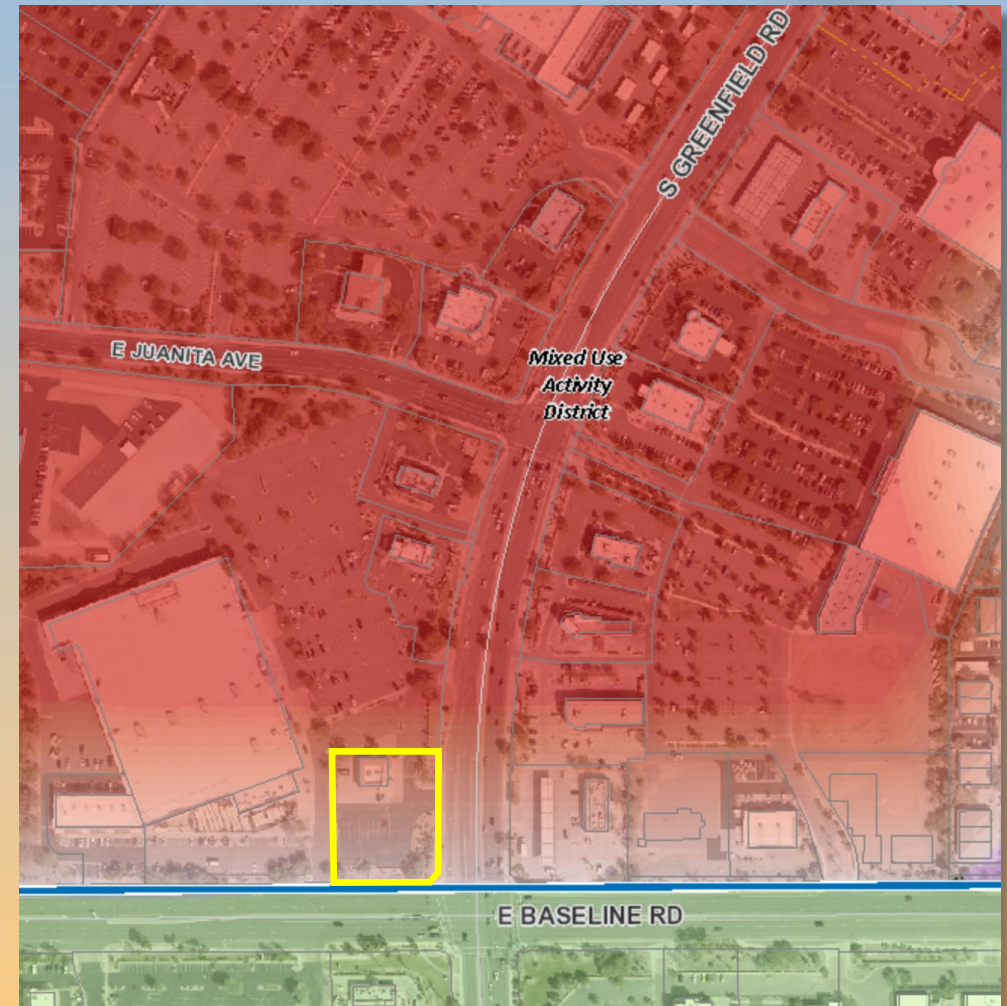 S GREENFIELD RD
E JUANITA AVE
Mixed Use
Activity
District
E BASELINE RD